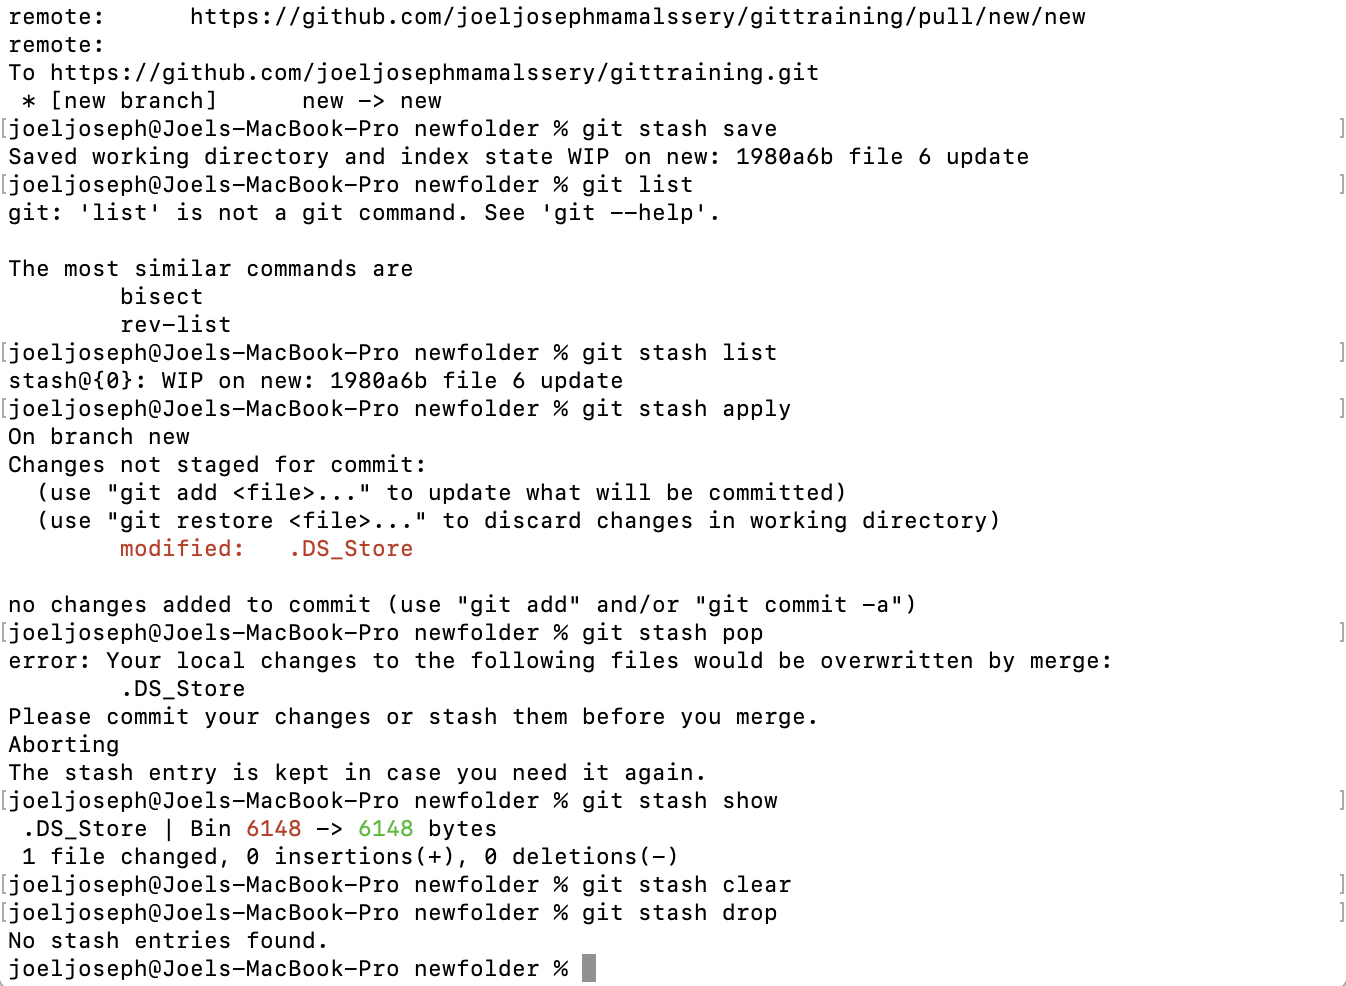 remote:      https://github.com/joeljosephmamalssery/gittraining/pull/new/new
remote:
To https://github.com/joeljosephmamalssery/gittraining.git
 * [new branch]      new -> new
[joeljoseph@Joels-MacBook-Pro newfolder % git stash save ]
Saved working directory and index state WIP on new: 1980a6b file 6 update
[joeljoseph@Joels-MacBook-Pro newfolder % git list ]
git: 'list' is not a git command. See 'git --help'.

The most similar commands are
        bisect
        rev-list
[joeljoseph@Joels-MacBook-Pro newfolder % git stash list ]
stash@{0}: WIP on new: 1980a6b file 6 update
[joeljoseph@Joels-MacBook-Pro newfolder % git stash apply ]
On branch new
Changes not staged for commit:
  (use "git add <file>..." to update what will be committed)
  (use "git restore <file>..." to discard changes in working directory)
        modified:   .DS_Store

no changes added to commit (use "git add" and/or "git commit -a")
[joeljoseph@Joels-MacBook-Pro newfolder % git stash pop ]
error: Your local changes to the following files would be overwritten by merge:
        .DS_Store
Please commit your changes or stash them before you merge.
Aborting
The stash entry is kept in case you need it again.
[joeljoseph@Joels-MacBook-Pro newfolder % git stash show ]
 .DS_Store | Bin 6148 -> 6148 bytes
 1 file changed, 0 insertions(+), 0 deletions(-)
[joeljoseph@Joels-MacBook-Pro newfolder % git stash clear ]
[joeljoseph@Joels-MacBook-Pro newfolder % git stash drop ]
No stash entries found.
joeljoseph@Joels-MacBook-Pro newfolder %